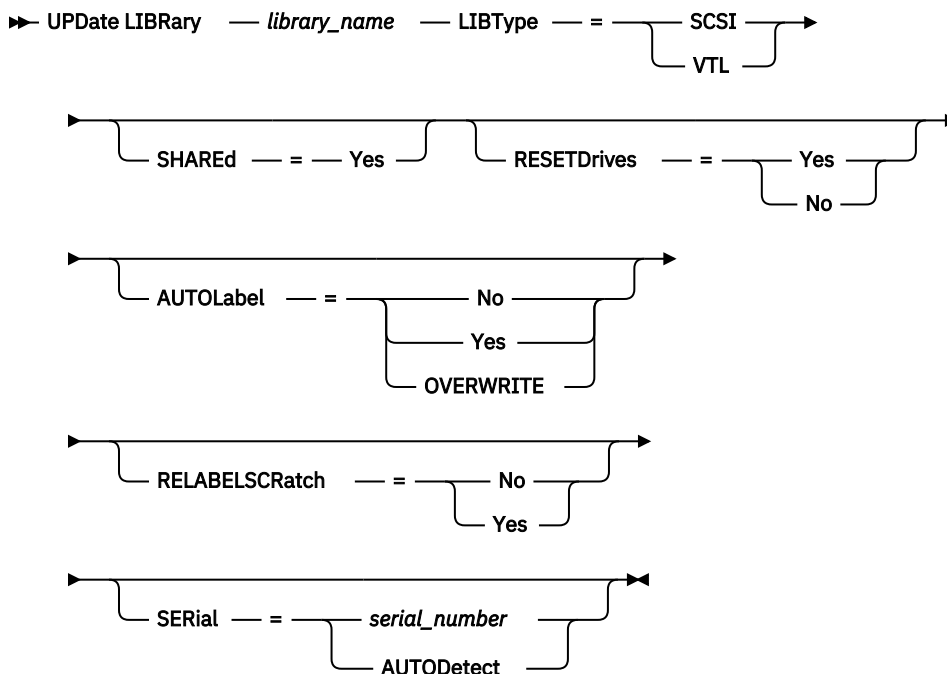 UPDate LIBRary library_name LIBType = SCSI
VTL
SHAREd = Yes RESETDrives = Yes
No
AUTOLabel = No
Yes
OVERWRITE
RELABELSCRatch = No
Yes
SERial = serial_number
AUTODetect